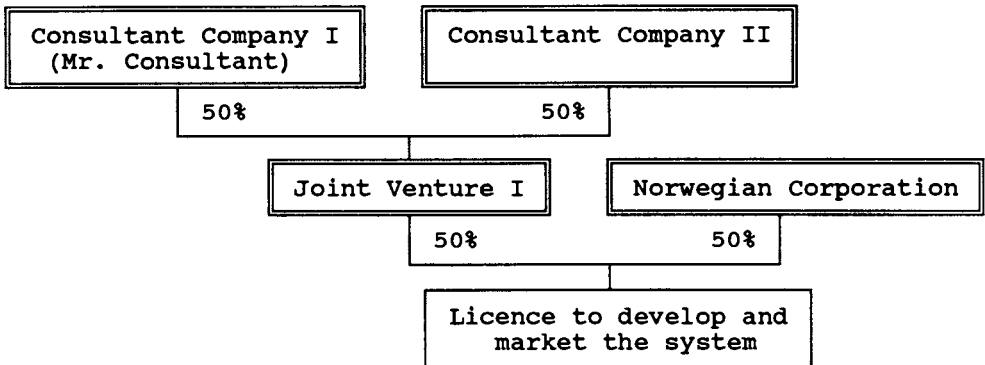 Consultant Company I
(Mr. Consultant)
Consultant Company II
50%
50%
Joint Venture I
Norwegian Corporation
50%
50%
Licence to develop and
market the system